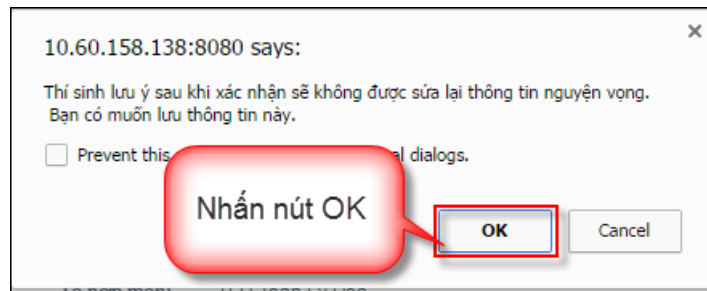 10.60.158.138:8080 says:
Thí sinh lưu ý sau khi xác nhận sẽ không được sửa lại thông tin nguyện vọng.
Bạn có muốn lưu thông tin này.
Prevent this dialogs.
Nhấn nút OK
OK Cancel